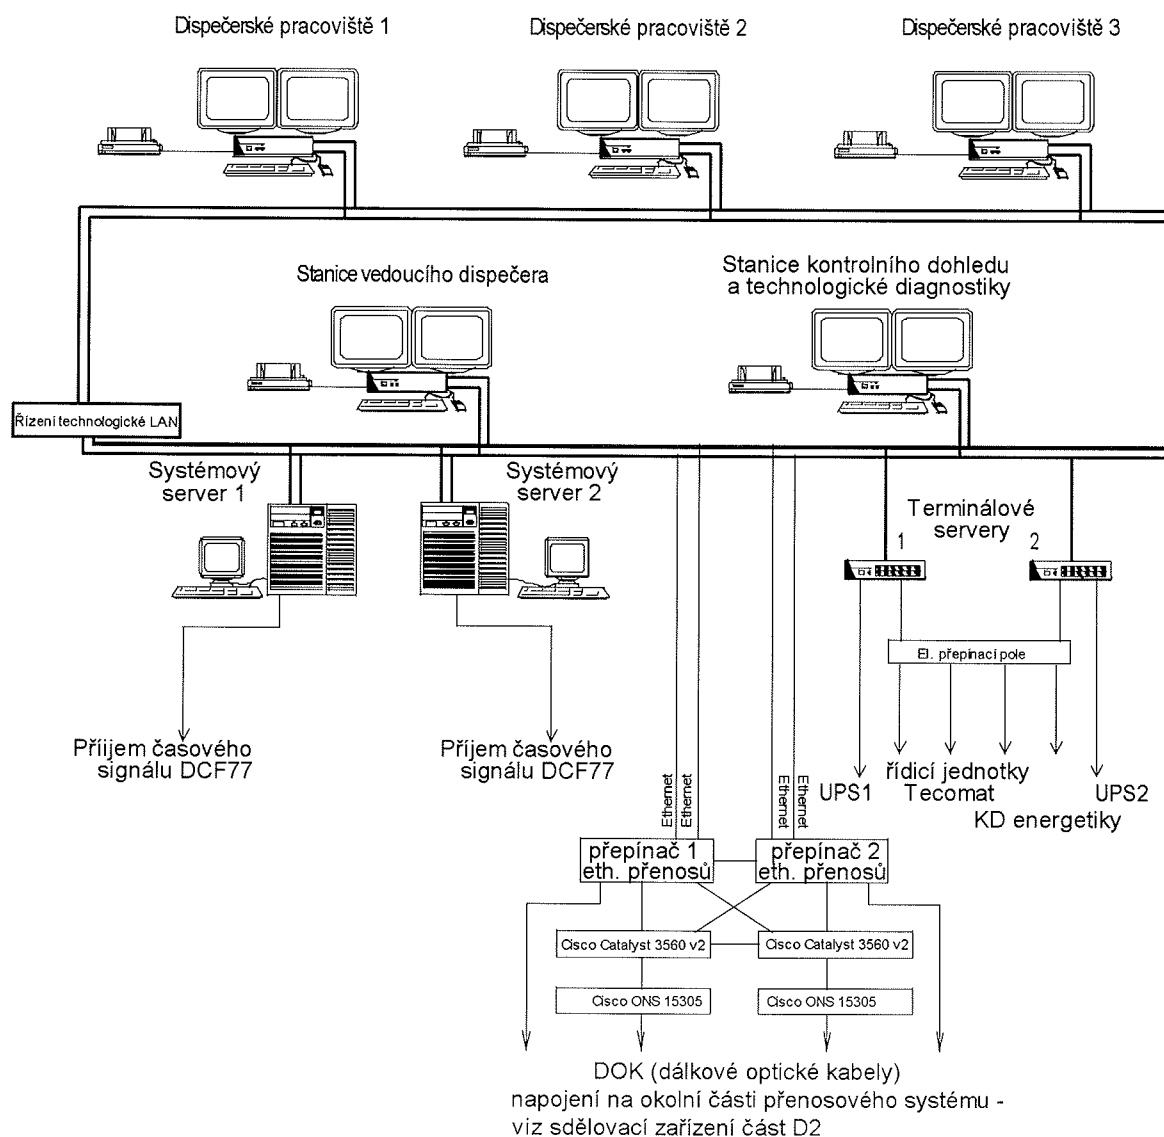 Dispečerské pracoviště 1
Dispečerské pracoviště 2
Dispečerské pracoviště 3
Stanice vedoucího dispečera
Stanice kontrolního dohledu
a technologické diagnostiky
Řízení technologické LAN
Systémový
server 1
Systémový
server 2
Terminálové
servery
1
2
El. přepínací pole
Přiijem časového
signálu DCF77
Příjem časového
signálu DCF77
Ethernet
Ethernet
Ethernet
Ethernet
UPS1
řídicí jednotky
Tecomat
UPS2
KD energetiky
přepínač 1
eth. přenosů
přepínač 2
eth. přenosů
Cisco Catalyst 3560 v2
Cisco Catalyst 3560 v2
Cisco ONS 15305
Cisco ONS 15305
DOK (dálkové optické kabely)
napojení na okolní části přenosového systému -
viz sdělovací zařízení část D2